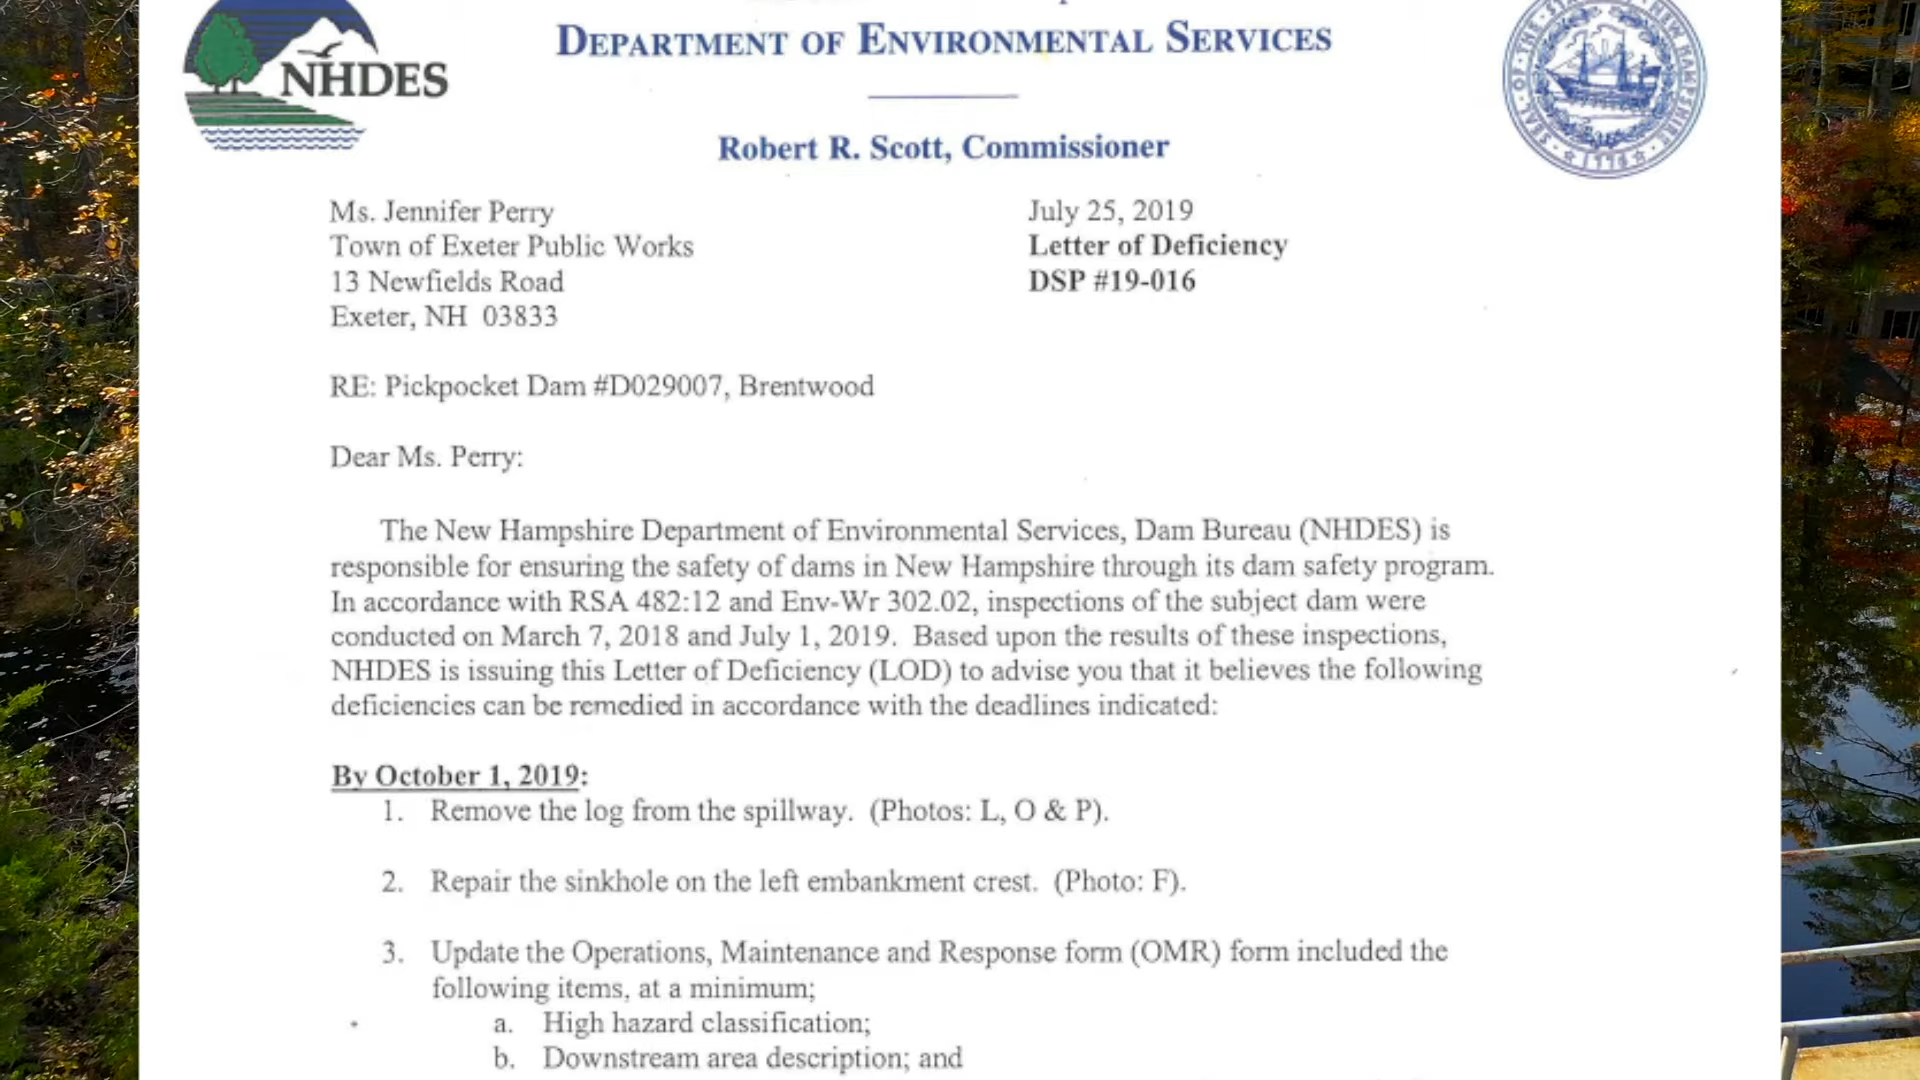 DEPARTMENT OF ENVIRONMENTAL SERVICES
NHDES
SEAL · OF · THE · STATE NEW HAMPSHIRE
1776
Robert R. Scott, Commissioner
Ms. Jennifer Perry
Town of Exeter Public Works
13 Newfields Road
Exeter, NH 03833
July 25, 2019
Letter of Deficiency
DSP #19-016
RE: Pickpocket Dam #D029007, Brentwood
Dear Ms. Perry:
The New Hampshire Department of Environmental Services, Dam Bureau (NHDES) is
responsible for ensuring the safety of dams in New Hampshire through its dam safety program.
In accordance with RSA 482:12 and Env-Wr 302.02, inspections of the subject dam were
conducted on March 7, 2018 and July 1, 2019. Based upon the results of these inspections,
NHDES is issuing this Letter of Deficiency (LOD) to advise you that it believes the following
deficiencies can be remedied in accordance with the deadlines indicated:
By October 1, 2019:
1. Remove the log from the spillway. (Photos: L, O & P).
2. Repair the sinkhole on the left embankment crest. (Photo: F).
3. Update the Operations, Maintenance and Response form (OMR) form included the
following items, at a minimum;
a. High hazard classification;
b. Downstream area description; and